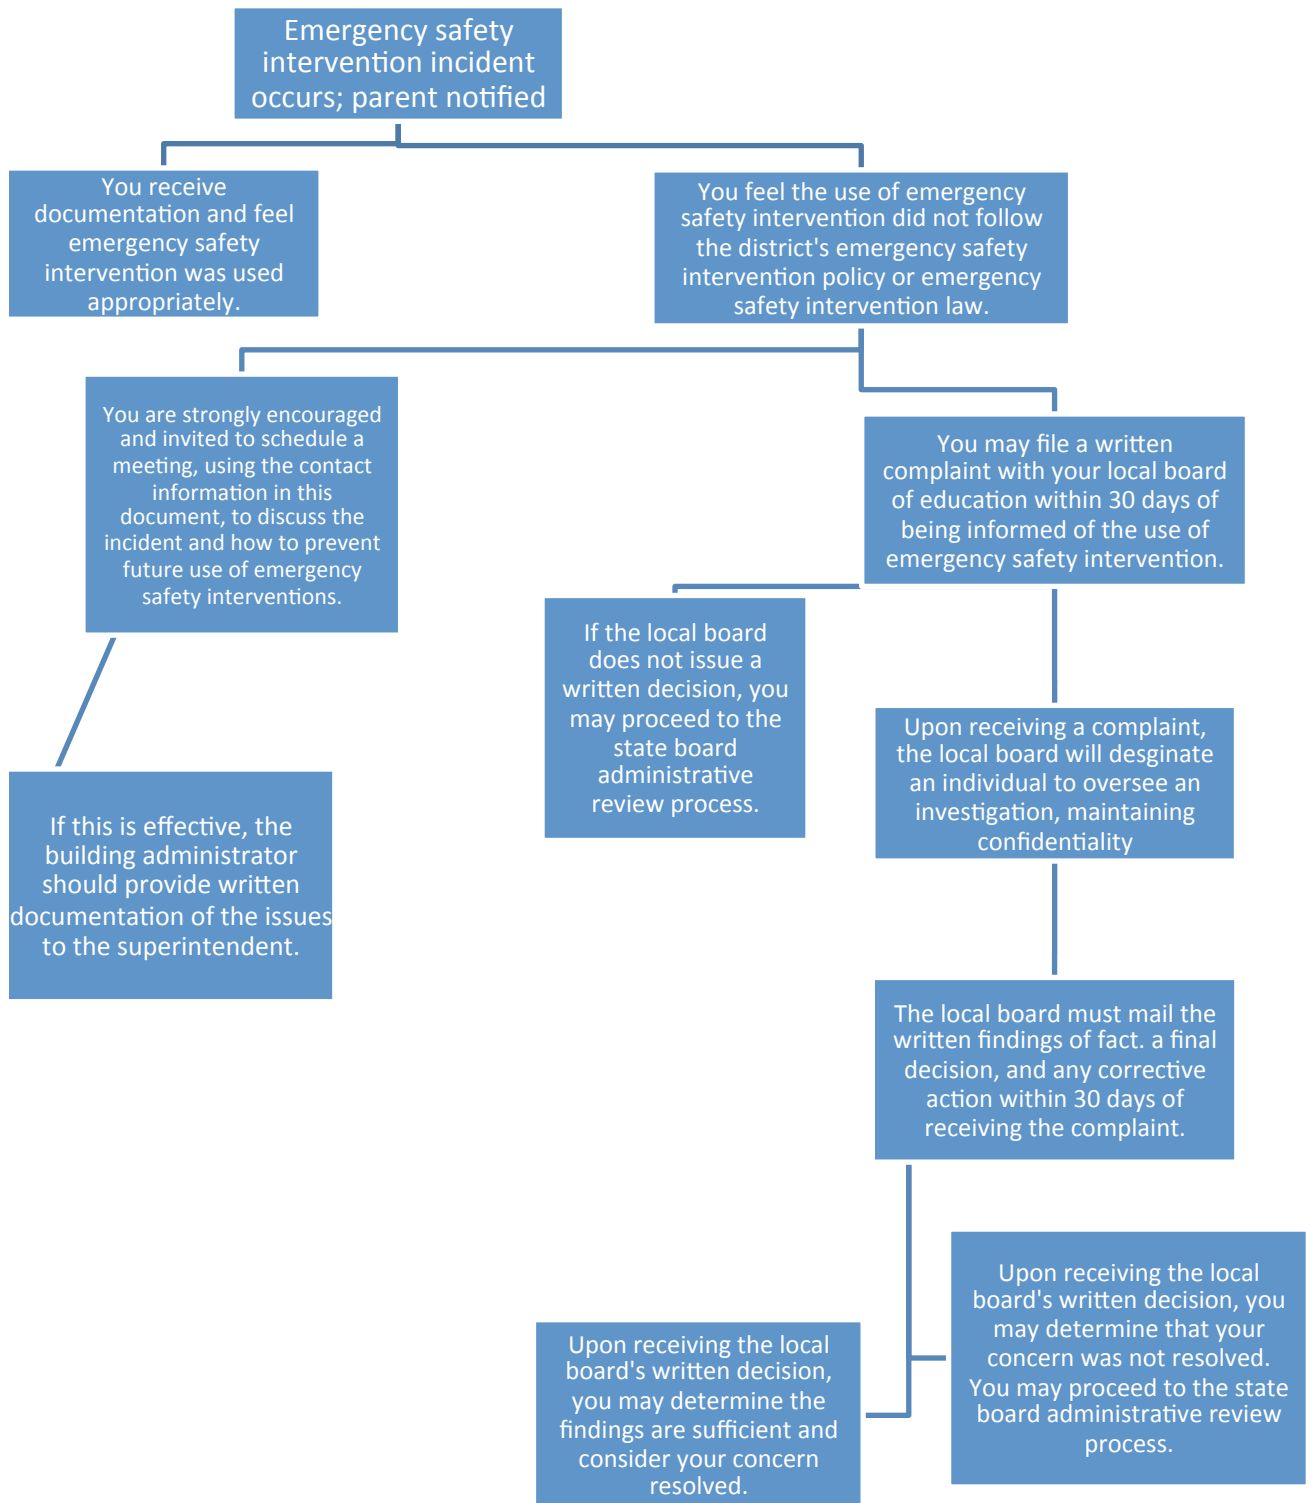 Emergency safety
intervention incident
occurs; parent notified
You receive
documentation and feel
emergency safety
intervention was used
appropriately.
You feel the use of emergency
safety intervention did not follow
the district's emergency safety
intervention policy or emergency
safety intervention law.
You are strongly encouraged
and invited to schedule a
meeting, using the contact
information in this
document, to discuss the
incident and how to prevent
future use of emergency
safety interventions.
If this is effective, the
building administrator
should provide written
documentation of the issues
to the superintendent.
You may file a written
complaint with your local board
of education within 30 days of
being informed of the use of
emergency safety intervention.
If the local board
does not issue a
written decision, you
may proceed to the
state board
administrative
review process.
Upon receiving a complaint,
the local board will desginate
an individual to oversee an
investigation, maintaining
confidentiality
The local board must mail the
written findings of fact. a final
decision, and any corrective
action within 30 days of
receiving the complaint.
Upon receiving the local
board's written decision,
you may determine the
findings are sufficient and
consider your concern
resolved.
Upon receiving the local
board's written decision, you
may determine that your
concern was not resolved.
You may proceed to the state
board administrative review
process.